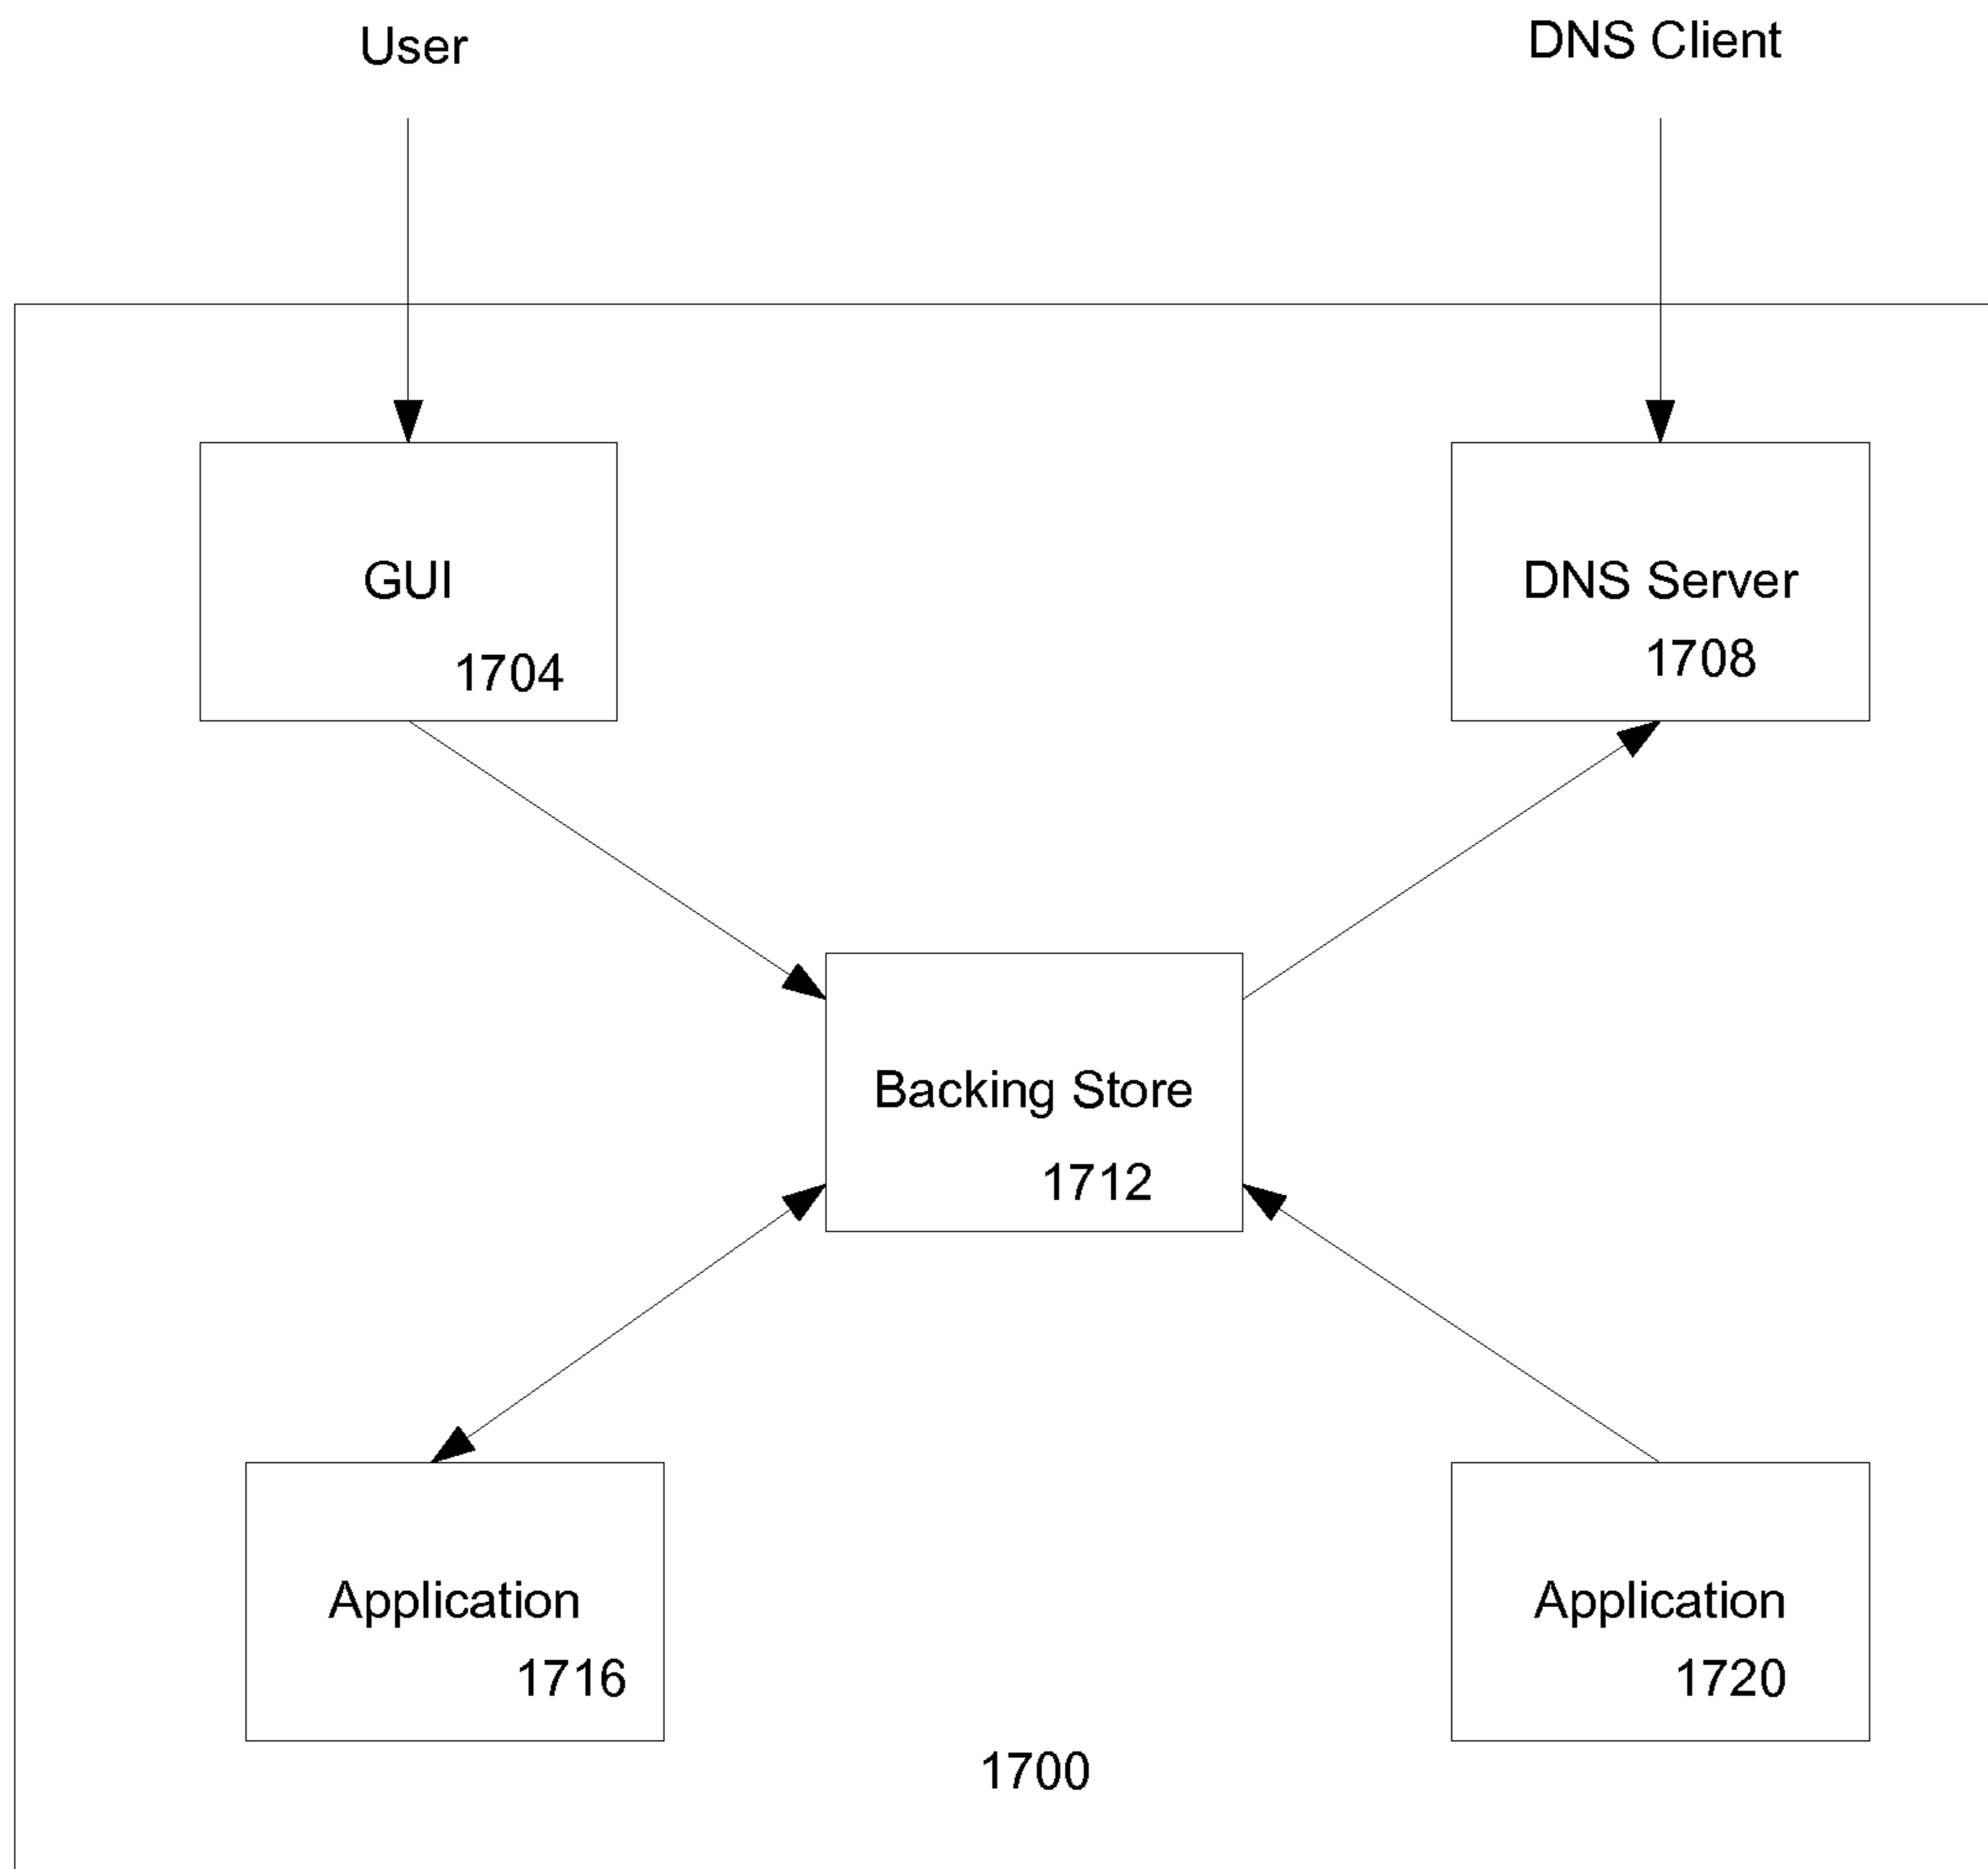 User
DNS Client
GUI
1704
DNS Server
1708
Backing Store
1712
Application
1716
Application
1720
1700